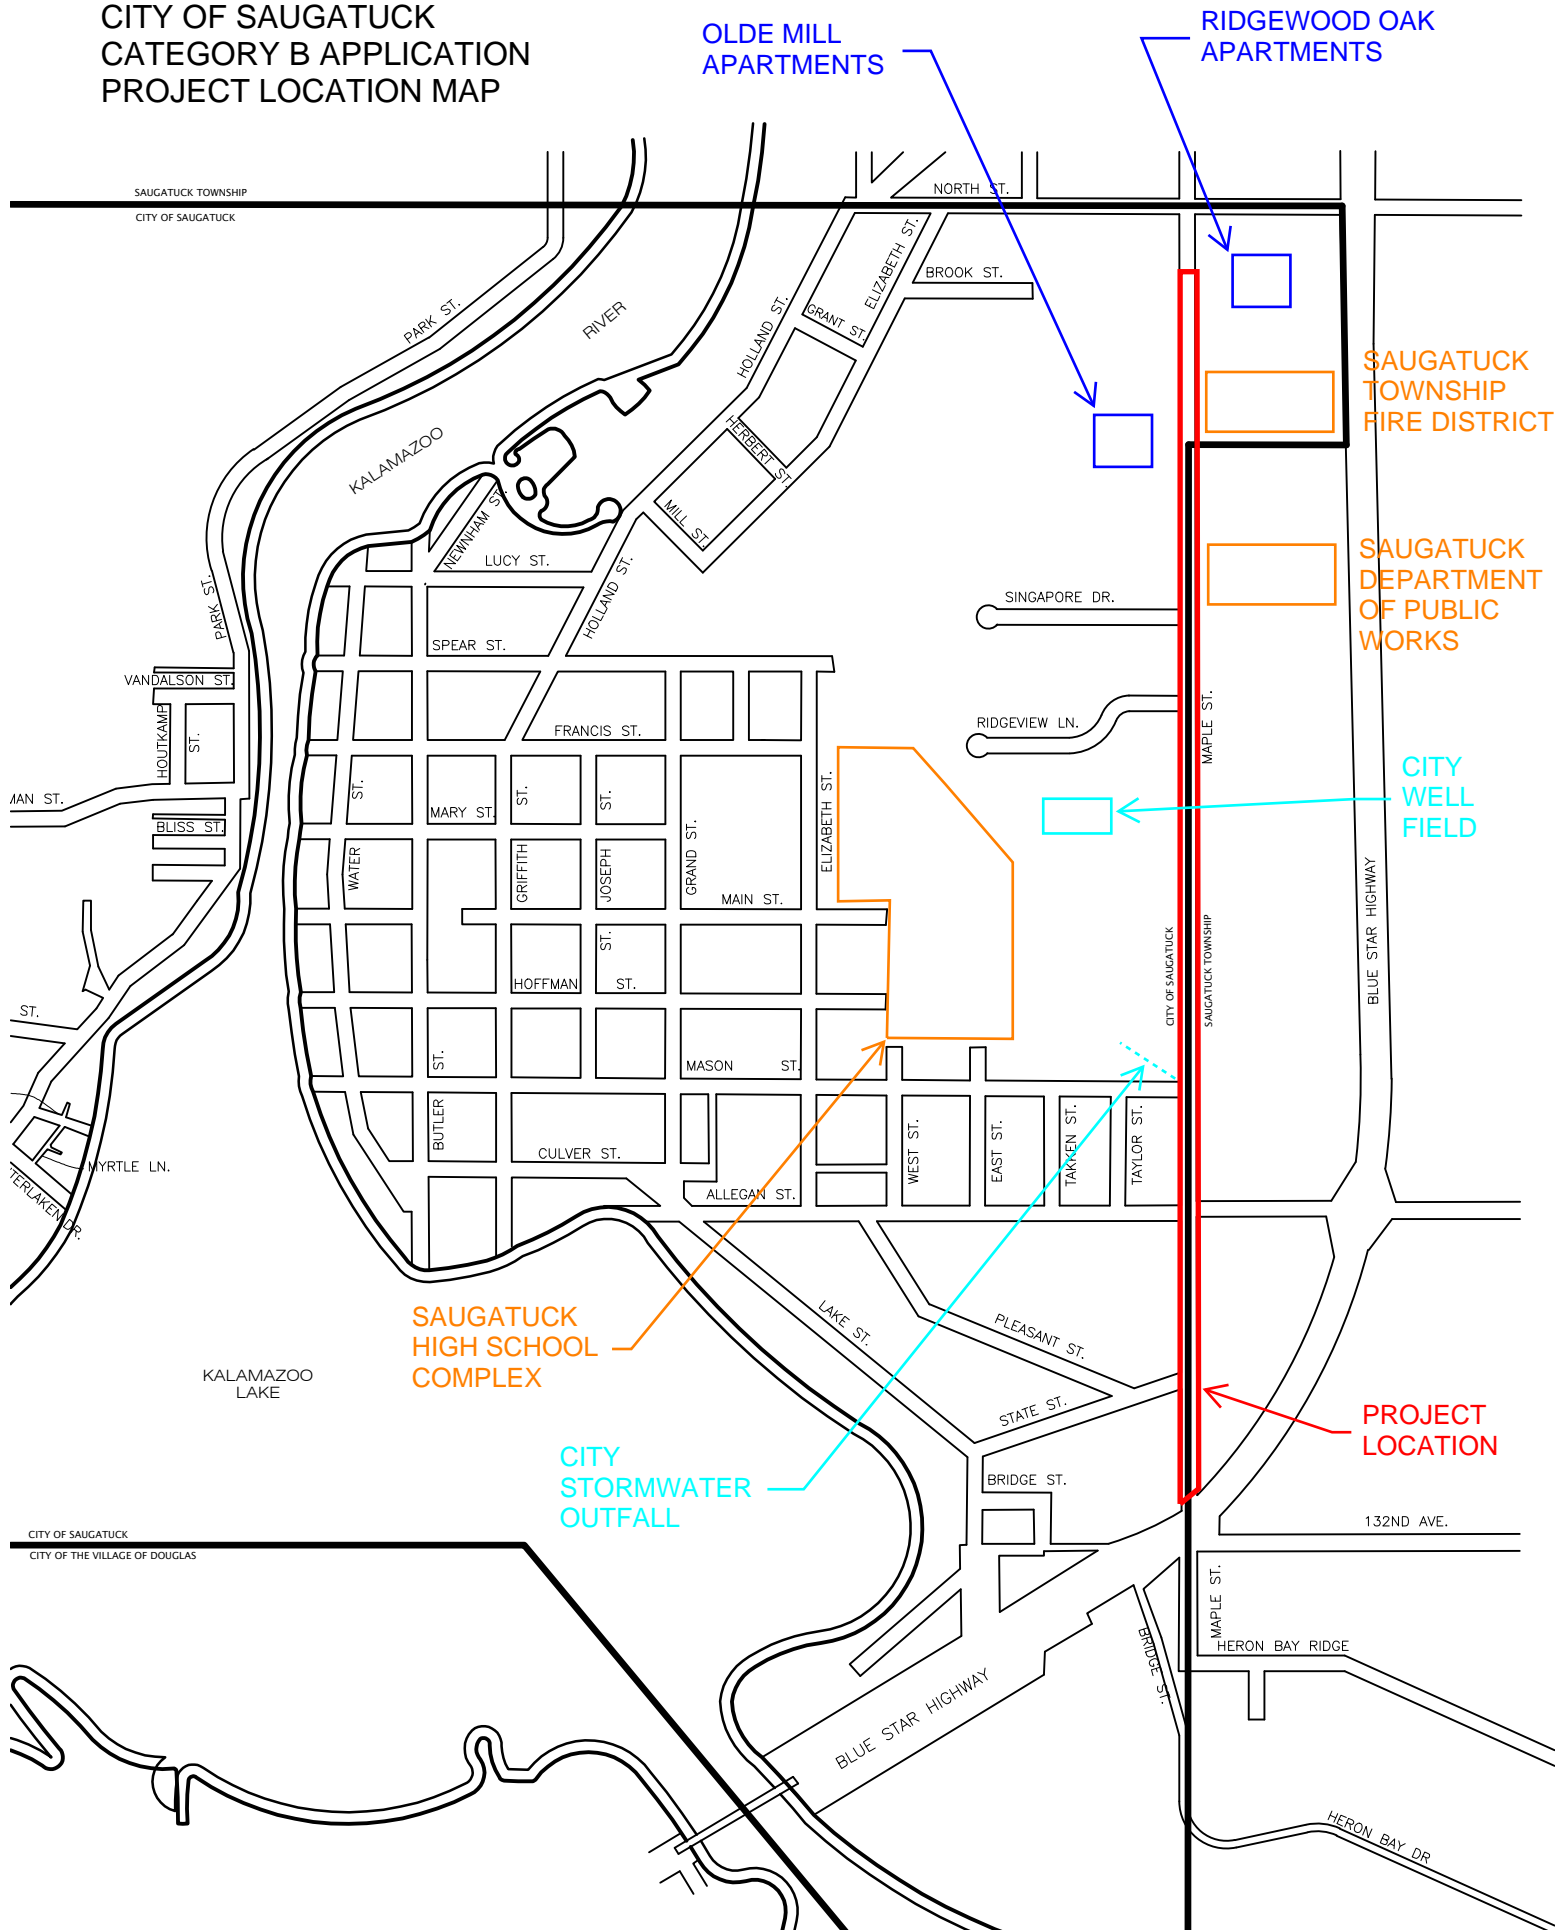 CITY OF SAUGATUCK
CATEGORY B APPLICATION
PROJECT LOCATION MAP
OLDE MILL
APARTMENTS
RIDGEWOOD OAK
APARTMENTS
SAUGATUCK TOWNSHIP
CITY OF SAUGATUCK
NORTH ST.
ELIZABETH ST.
BROOK ST.
PARK ST.
RIVER
HOLLAND ST.
GRANT ST.
SAUGATUCK
TOWNSHIP
FIRE DISTRICT
KALAMAZOO
HERBERT ST.
NEWNHAM ST.
MILL ST.
LUCY ST.
SAUGATUCK
DEPARTMENT
OF PUBLIC
WORKS
PARK ST.
HOLLAND ST.
SINGAPORE DR.
SPEAR ST.
VANDALSON ST.
HOUTKAMP
ST.
FRANCIS ST.
RIDGEVIEW LN.
MAPLE ST.
CITY
WELL
FIELD
MAN ST.
BLISS ST.
ST.
MARY ST.
ST.
ST.
ELIZABETH ST.
WATER
GRIFFITH
JOSEPH
GRAND ST.
MAIN ST.
BLUE STAR HIGHWAY
ST.
HOFFMAN
ST.
CITY OF SAUGATUCK
SAUGATUCK TOWNSHIP
ST.
ST.
MASON
ST.
BUTLER
CULVER ST.
WEST ST.
EAST ST.
TAKKEN ST.
TAYLOR ST.
MYRTLE LN.
TERLAKEN DR.
ALLEGAN ST.
SAUGATUCK
HIGH SCHOOL
COMPLEX
LAKE ST.
PLEASANT ST.
KALAMAZOO
LAKE
STATE ST.
PROJECT
LOCATION
CITY
STORMWATER
OUTFALL
BRIDGE ST.
132ND AVE.
CITY OF SAUGATUCK
CITY OF THE VILLAGE OF DOUGLAS
MAPLE ST.
BRIDGE ST.
HERON BAY RIDGE
BLUE STAR HIGHWAY
HERON BAY DR